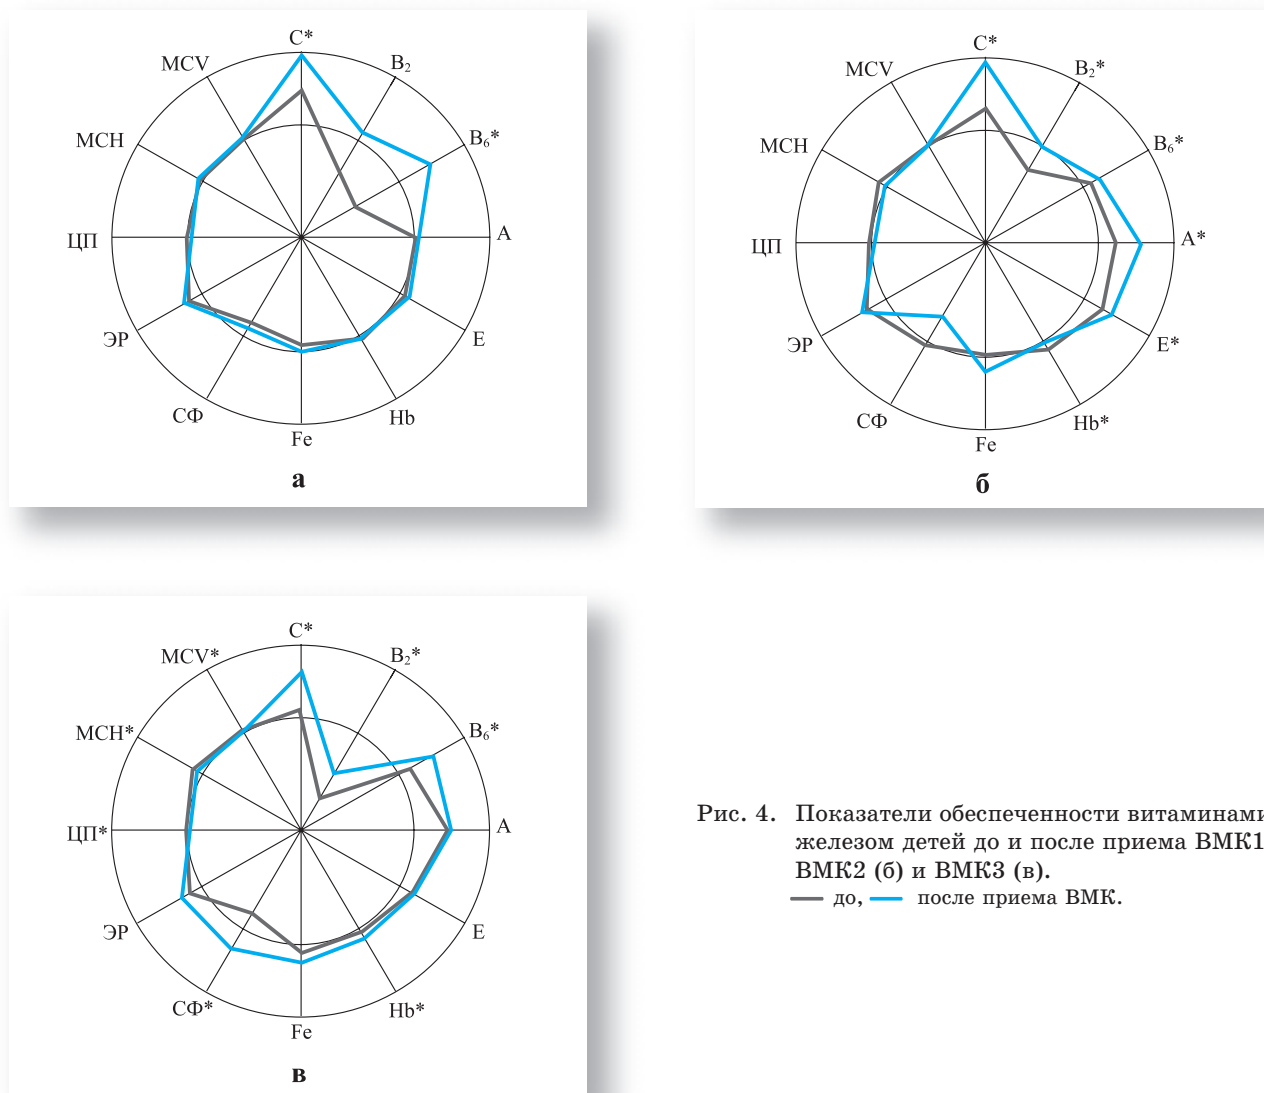 C*
MCV
B₂
MCH
B₆*
ЦП
A
ЭР
E
СФ
Hb
Fe
а
C*
MCV
B₂*
MCH
B₆*
ЦП
A*
ЭР
E*
СФ
Hb*
Fe
б
C*
MCV*
B₂*
MCH*
B₆*
ЦП*
A
ЭР
E
СФ*
Hb*
Fe
в
Рис. 4. Показатели обеспеченности витаминами
железом детей до и после приема ВМК1
ВМК2 (б) и ВМК3 (в).
до, после приема ВМК.